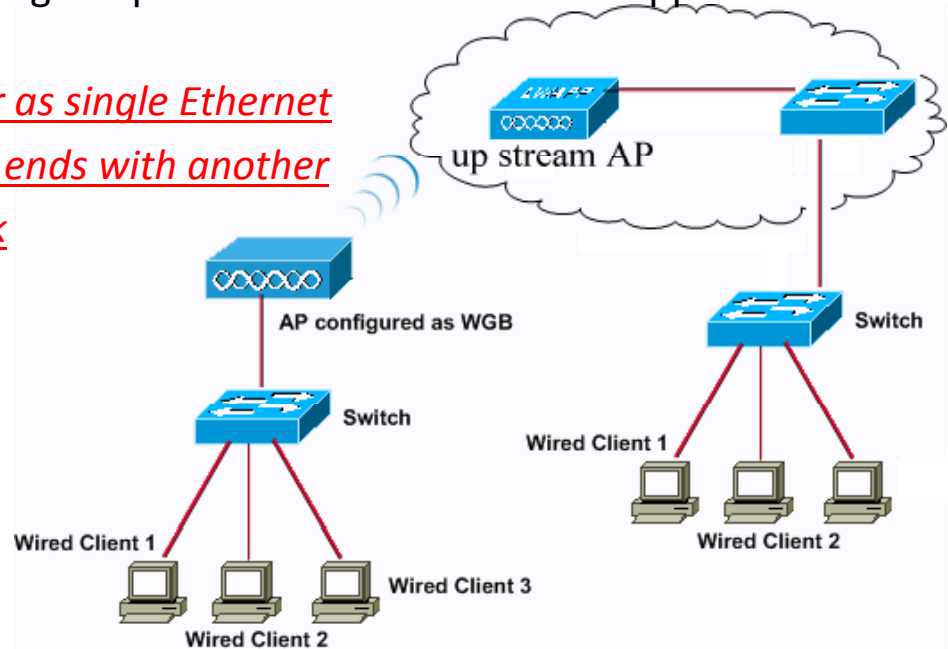 r as single Ethernet
ends with another
up stream AP
AP configured as WGB
Switch
Switch
Wired Client 1
Wired Client 2
Wired Client 1
Wired Client 3
Wired Client 2